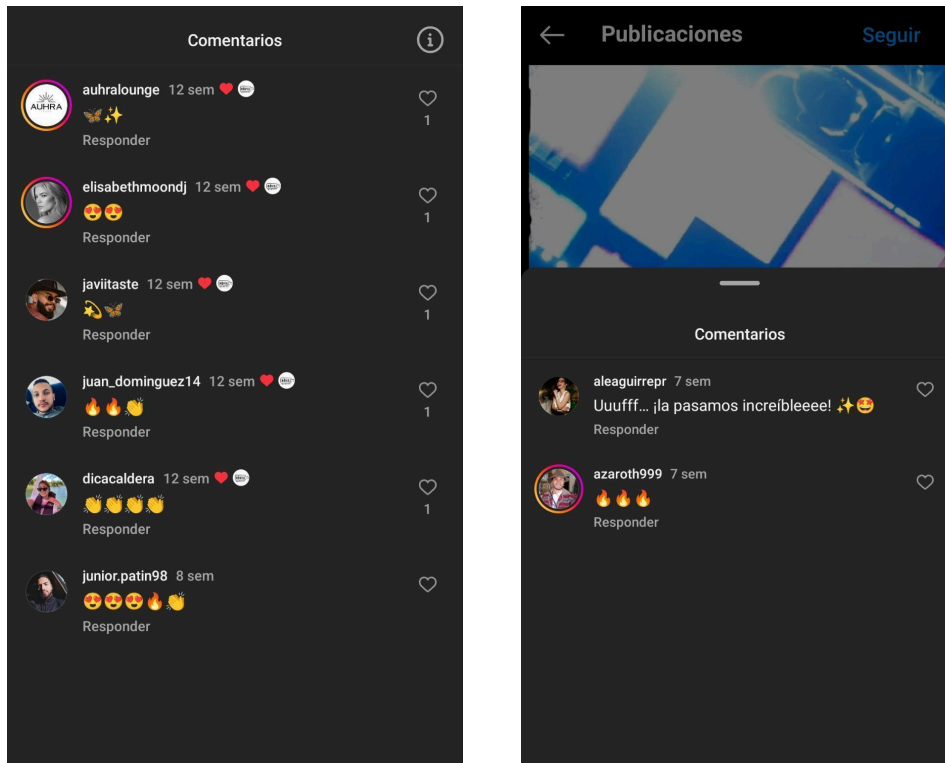 Comentarios
AUHRA
auhralounge 12 sem
1
Responder
elisabethmoondj 12 sem
1
Responder
javiitaste 12 sem
1
Responder
juan_dominguez14 12 sem
1
Responder
dicacaldera 12 sem
1
Responder
junior.patin98 8 sem
Responder
Publicaciones Seguir
Comentarios
aleaguirrepr 7 sem
Uuufff... ¡la pasamos increíbleeee! ✨🤩
Responder
azaroth999 7 sem
Responder